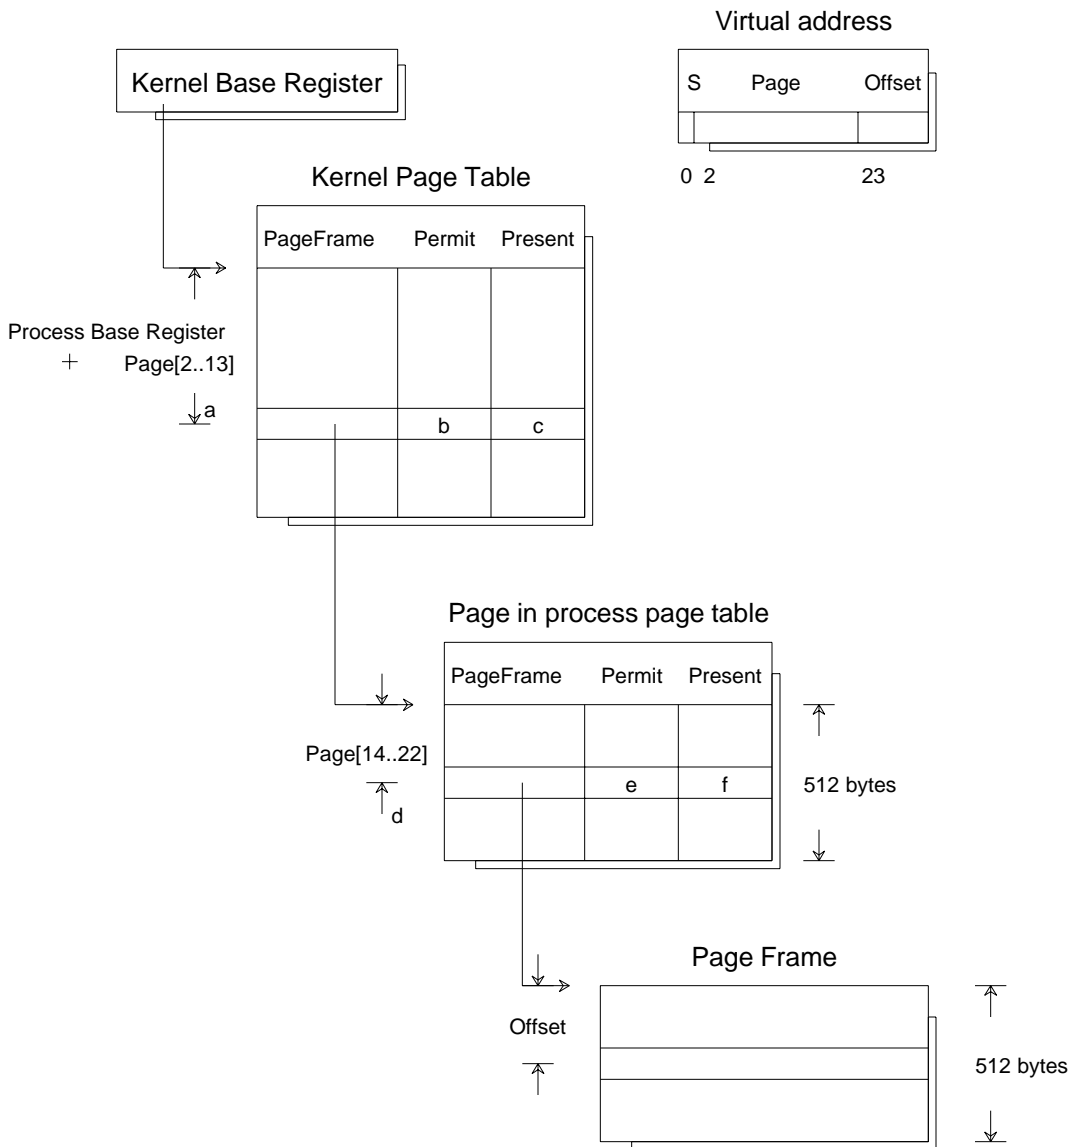 Virtual address
Kernel Base Register
S Page Offset
0 2 23
Kernel Page Table
PageFrame Permit Present
Process Base Register
+ Page[2..13]
a
b c
Page in process page table
PageFrame Permit Present
Page[14..22]
e f 512 bytes
d
Page Frame
Offset
512 bytes